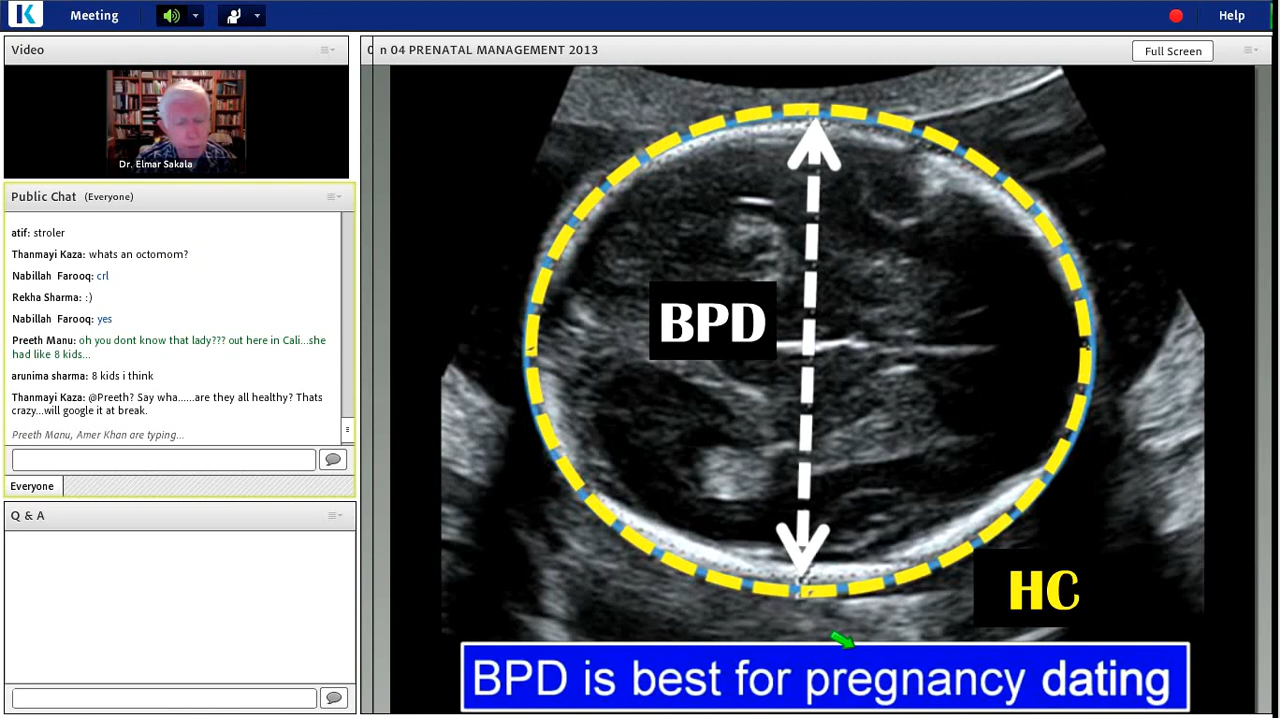 K
Meeting
Help
Video
Dr. Elmar Sakala
Public Chat (Everyone)
atif: stroler
Thanmayi Kaza: whats an octomom?
Nabillah Farooq: crl
Rekha Sharma: :)
Nabillah Farooq: yes
Preeth Manu: oh you dont know that lady??? out here in Cali...she
had like 8 kids...
arunima sharma: 8 kids i think
Thanmayi Kaza: @Preeth? Say wha......are they all healthy? Thats
crazy...will google it at break.
Preeth Manu, Amer Khan are typing...
Everyone
Q & A
n 04 PRENATAL MANAGEMENT 2013
Full Screen
BPD
HC
BPD is best for pregnancy dating